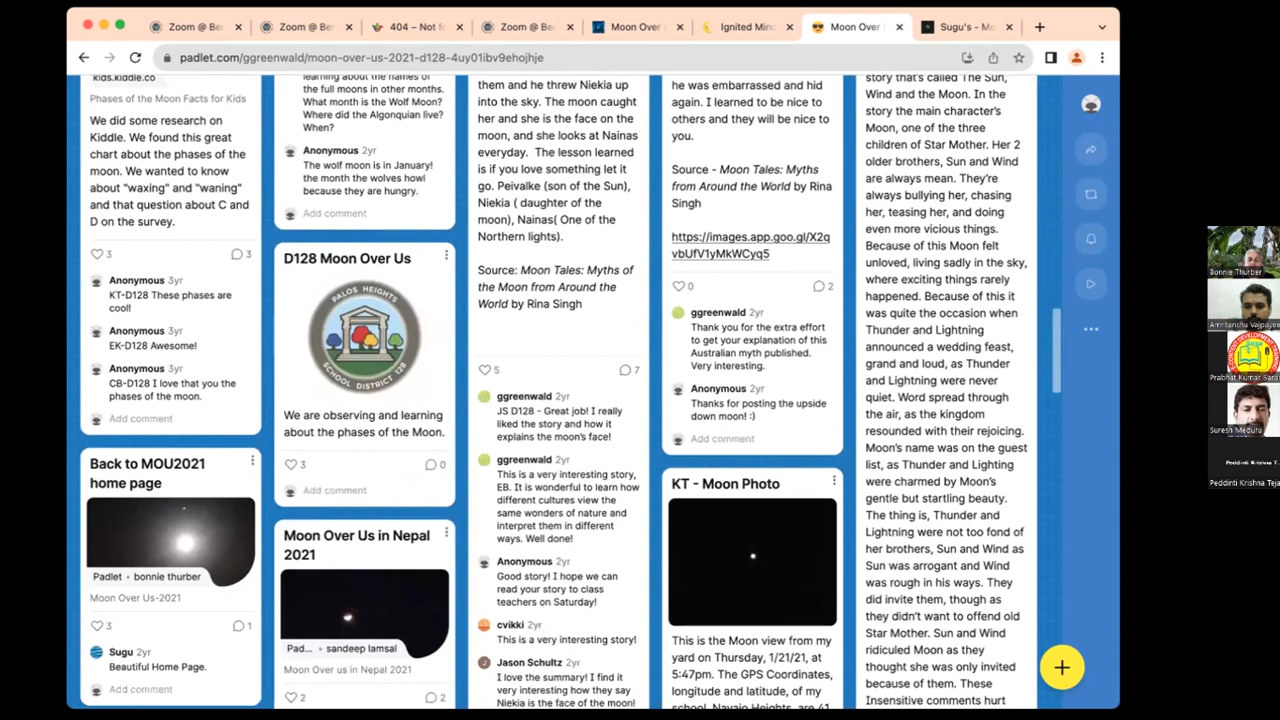 Zoom @ Be
Zoom @ Be
404 – Not f
Zoom @ Be
Moon Over
Ignited Mind
Moon Over
Sugu's - Mo
padlet.com/ggreenwald/moon-over-us-2021-d128-4uy01ibv9ehojhje
kids.kiddle.co
Phases of the Moon Facts for Kids
We did some research on
Kiddle. We found this great
chart about the phases of the
moon. We wanted to know
about "waxing" and "waning"
and that question about C and
D on the survey.
3
3
Anonymous 3yr
KT-D128 These phases are
cool!
Anonymous 3yr
EK-D128 Awesome!
Anonymous 3yr
CB-D128 I love that you the
phases of the moon.
Add comment
Back to MOU2021
home page
Padlet • bonnie thurber
Moon Over Us-2021
3
1
Sugu 2yr
Beautiful Home Page.
Add comment
learning about the names of
the full moons in other months.
What month is the Wolf Moon?
Where did the Algonquian live?
When?
Anonymous 2yr
The wolf moon is in January!
the month the wolves howl
because they are hungry.
Add comment
D128 Moon Over Us
PALOS HEIGHTS
SCHOOL DISTRICT 128
We are observing and learning
about the phases of the Moon.
3
0
Add comment
Moon Over Us in Nepal
2021
Pad... • sandeep lamsal
Moon Over us in Nepal 2021
2
2
them and he threw Niekia up
into the sky. The moon caught
her and she is the face on the
moon, and she looks at Nainas
everyday. The lesson learned
is if you love something let it
go. Peivalke (son of the Sun),
Niekia ( daughter of the
moon), Nainas( One of the
Northern lights).
Source: Moon Tales: Myths of
the Moon from Around the
World by Rina Singh
5
7
ggreenwald 2yr
JS D128 - Great job! I really
liked the story and how it
explains the moon's face!
ggreenwald 2yr
This is a very interesting story,
EB. It is wonderful to learn how
different cultures view the
same wonders of nature and
interpret them in different
ways. Well done!
Anonymous 2yr
Good story! I hope we can
read your story to class
teachers on Saturday!
cvikki 2yr
This is a very interesting story!
Jason Schultz 2yr
I love the summary! I find it
very interesting how they say
Niekia is the face of the moon!
he was embarrassed and hid
again. I learned to be nice to
others and they will be nice to
you.
Source - Moon Tales: Myths
from Around the World by Rina
Singh
https://images.app.goo.gl/X2q
vbUfV1yMkWCyq5
0
2
ggreenwald 2yr
Thank you for the extra effort
to get your explanation of this
Australian myth published.
Very interesting.
Anonymous 2yr
Thanks for posting the upside
down moon! :)
Add comment
KT - Moon Photo
This is the Moon view from my
yard on Thursday, 1/21/21, at
5:47pm. The GPS Coordinates,
longitude and latitude, of my
school, Navajo Heights, are 41
story that's called The Sun,
Wind and the Moon. In the
story the main character's
Moon, one of the three
children of Star Mother. Her 2
older brothers, Sun and Wind
are always mean. They're
always bullying her, chasing
her, teasing her, and doing
even more vicious things.
Because of this Moon felt
unloved, living sadly in the sky,
where exciting things rarely
happened. Because of this it
was quite the occasion when
Thunder and Lightning
announced a wedding feast,
grand and loud, as Thunder
and Lightning were never
quiet. Word spread through
the air, as the kingdom
resounded with their rejoicing.
Moon's name was on the guest
list, as Thunder and Lighting
were charmed by Moon's
gentle but startling beauty.
The thing is, Thunder and
Lightning were not too fond of
her brothers, Sun and Wind as
Sun was arrogant and Wind
was rough in his ways. They
did invite them, though as
they didn't want to offend old
Star Mother. Sun and Wind
ridiculed Moon as they
thought she was only invited
because of them. These
Insensitive comments hurt
Bonnie Thurber
Amritanshu Vajpayee
Prabhat Kumar Sara
Suresh Meduru
Peddinti Krishna T...
Peddinti Krishna Teja